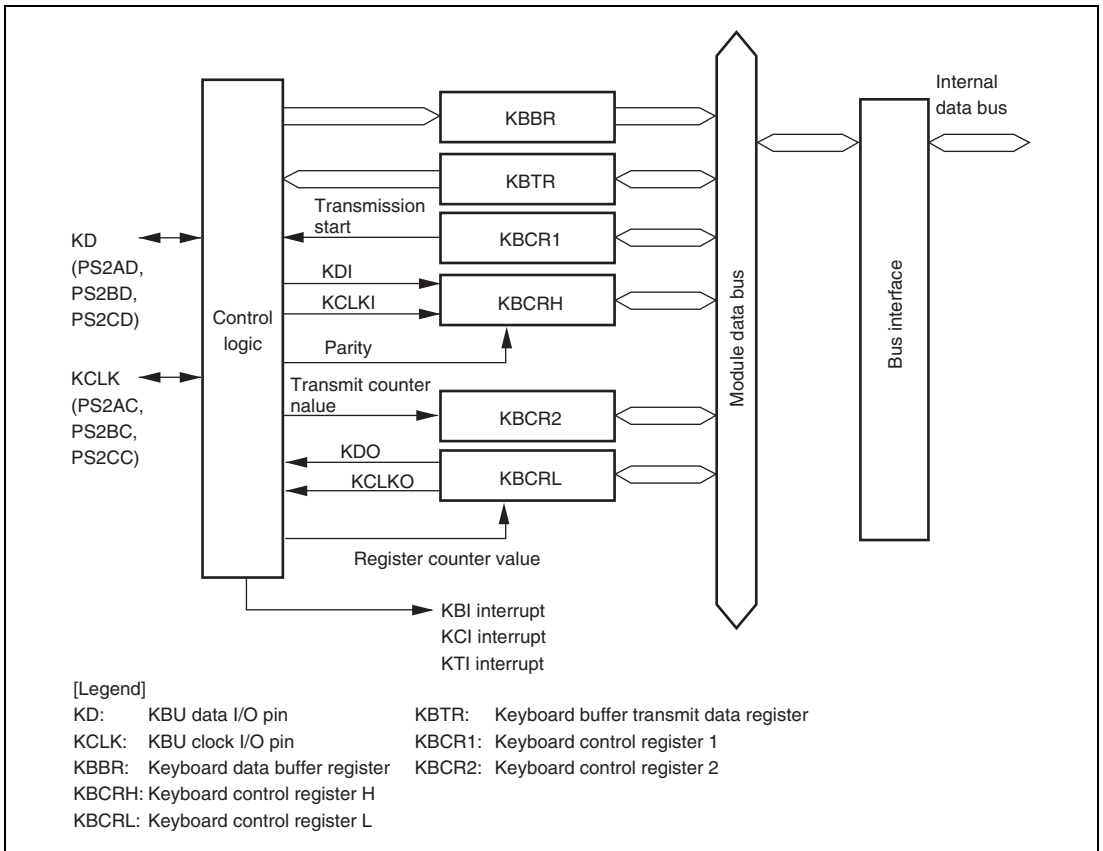 Internal
data bus
KBBR
KBTR
Transmission
start
KBCR1
KD
(PS2AD,
PS2BD,
PS2CD)
KDI
KCLKI
KBCRH
Control
logic
Parity
Module data bus
Bus interface
KCLK
(PS2AC,
PS2BC,
PS2CC)
Transmit counter
nalue
KBCR2
KDO
KCLKO
KBCRL
Register counter value
KBI interrupt
KCI interrupt
KTI interrupt
[Legend]
KD: KBU data I/O pin
KCLK: KBU clock I/O pin
KBBR: Keyboard data buffer register
KBCRH: Keyboard control register H
KBCRL: Keyboard control register L
KBTR: Keyboard buffer transmit data register
KBCR1: Keyboard control register 1
KBCR2: Keyboard control register 2